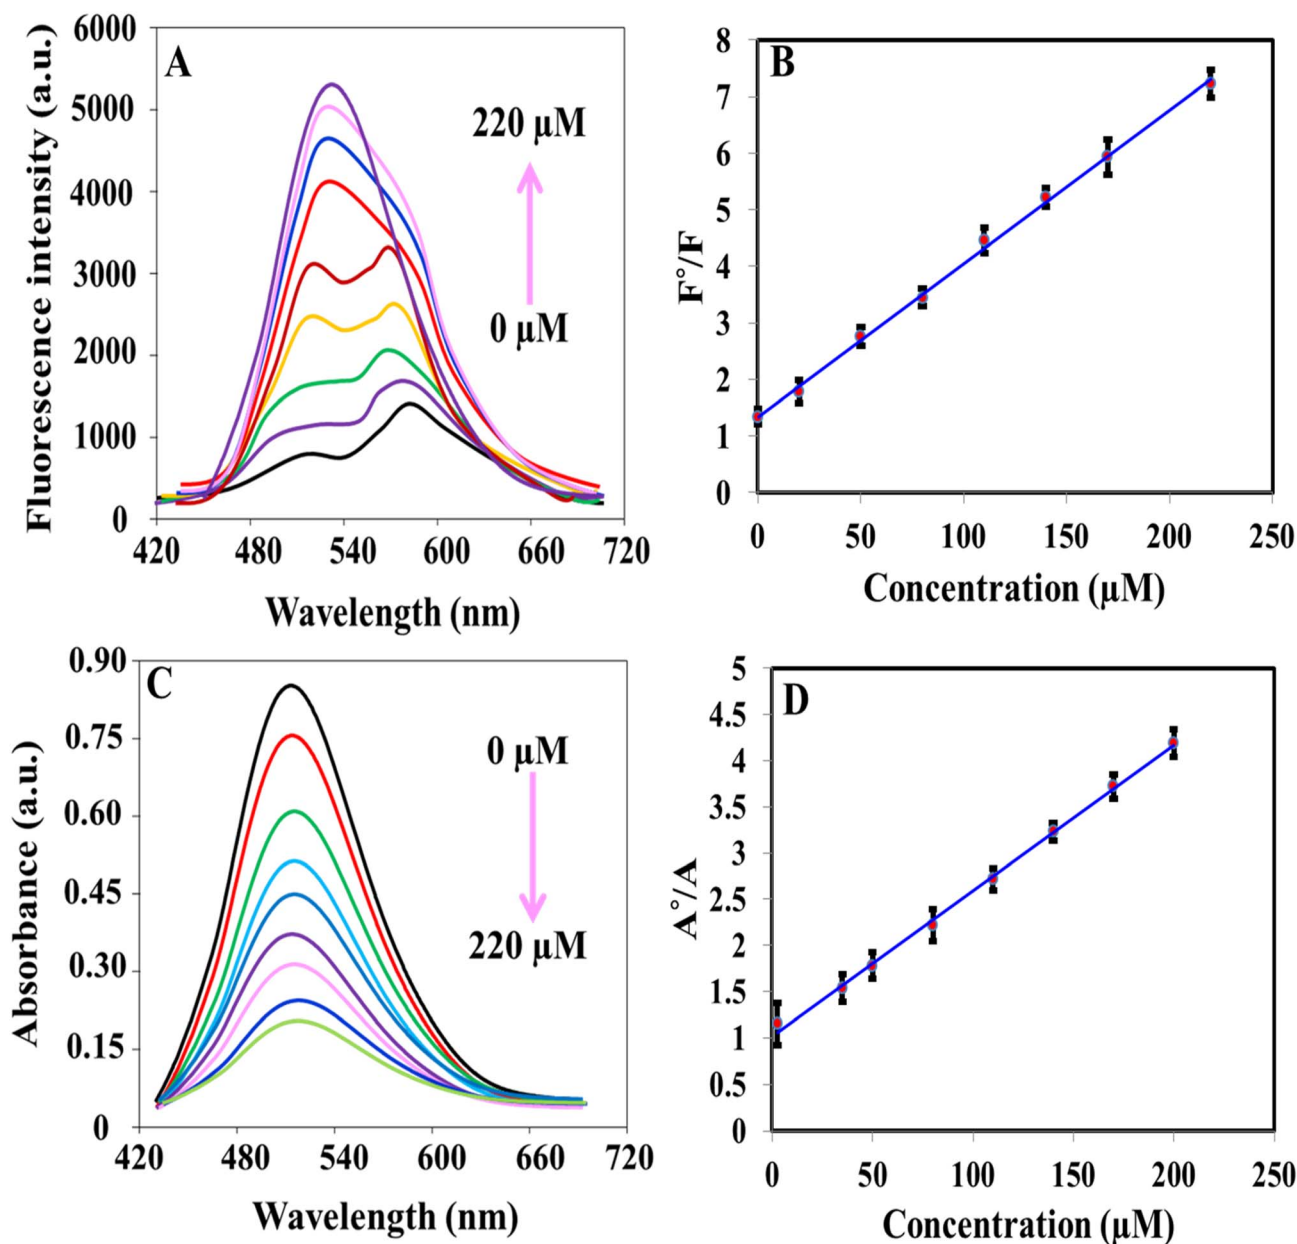 A
Fluorescence intensity (a.u.)
6000
5000
4000
3000
2000
1000
0
220 µM
0 µM
420 480 540 600 660 720
Wavelength (nm)
B
F°/F
8
7
6
5
4
3
2
1
0
0 50 100 150 200 250
Concentration (µM)
C
Absorbance (a.u.)
0.90
0.75
0.60
0.45
0.30
0.15
0
0 µM
220 µM
420 480 540 600 660 720
Wavelength (nm)
D
A°/A
5
4.5
4
3.5
3
2.5
2
1.5
1
0.5
0
0 50 100 150 200 250
Concentration (µM)